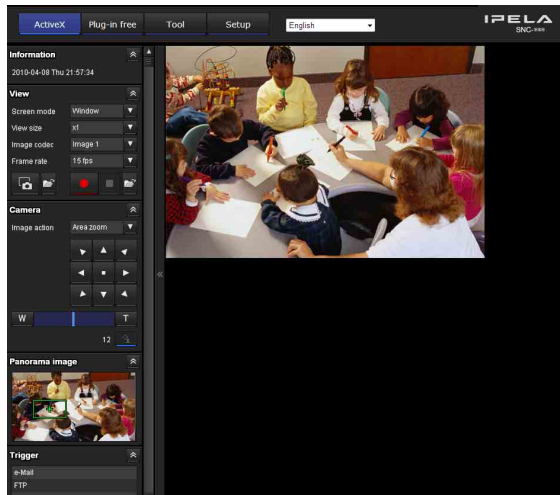 ActiveX
Plug-in free
Tool
Setup
English
IPELA
Information
2010-04-08 Thu 21:57:34
View
Screen mode Window
View size x1
Image codec Image 1
Frame rate 15 fps
Camera
Image action Area zoom
W T
12
Panorama image
Trigger
e-Mail
FTP